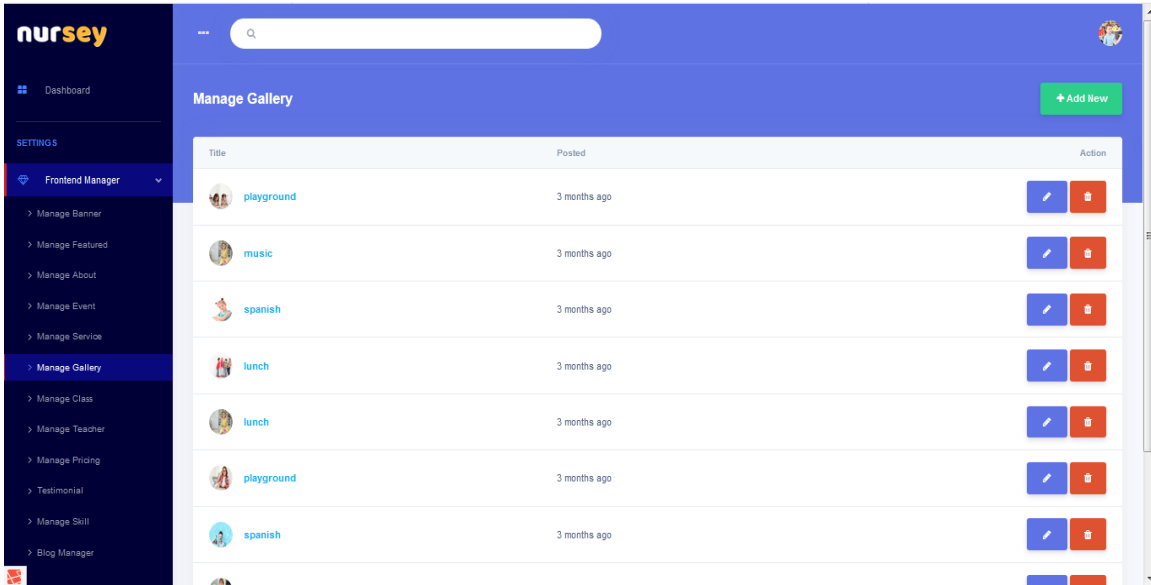 nursey
Dashboard
SETTINGS
Frontend Manager
Manage Banner
Manage Featured
Manage About
Manage Event
Manage Service
Manage Gallery
Manage Class
Manage Teacher
Manage Pricing
Testimonial
Manage Skill
Blog Manager
Manage Gallery
Add New
Title Posted Action
playground 3 months ago
music 3 months ago
spanish 3 months ago
lunch 3 months ago
lunch 3 months ago
playground 3 months ago
spanish 3 months ago